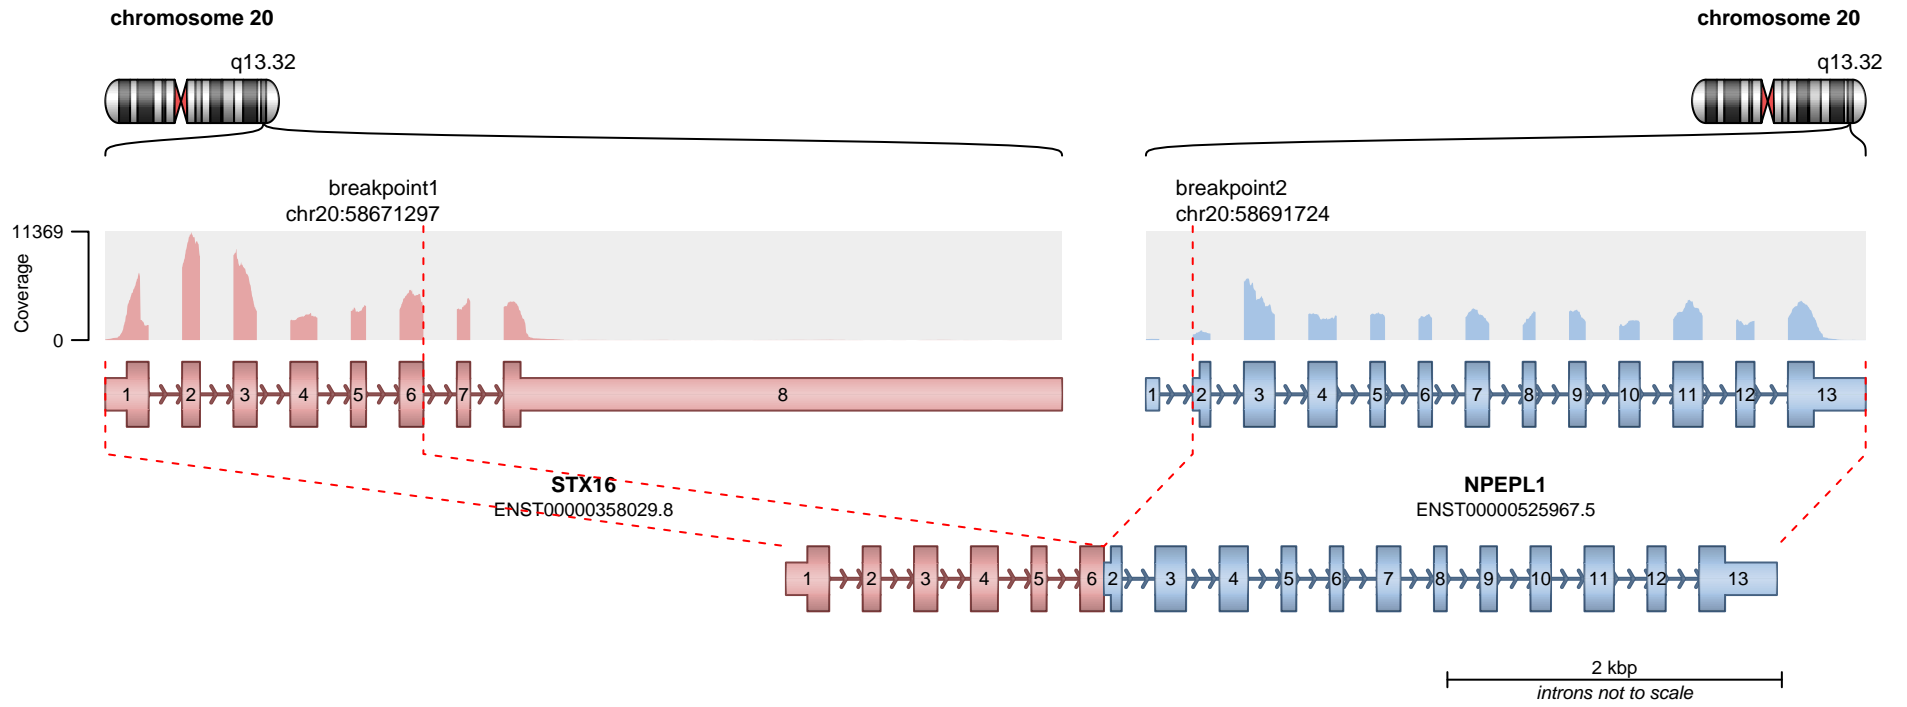 chromosome 20
chromosome 20
q13.32
q13.32
breakpoint1
chr20:58671297
breakpoint2
chr20:58691724
11369
Coverage
0
1 2 3 4 5 6 7 8
1 2 3 4 5 6 7 8 9 10 11 12 13
STX16
ENST00000358029.8
NPEPL1
ENST00000525967.5
1 2 3 4 5 6 2 3 4 5 6 7 8 9 10 11 12 13
2 kbp
introns not to scale